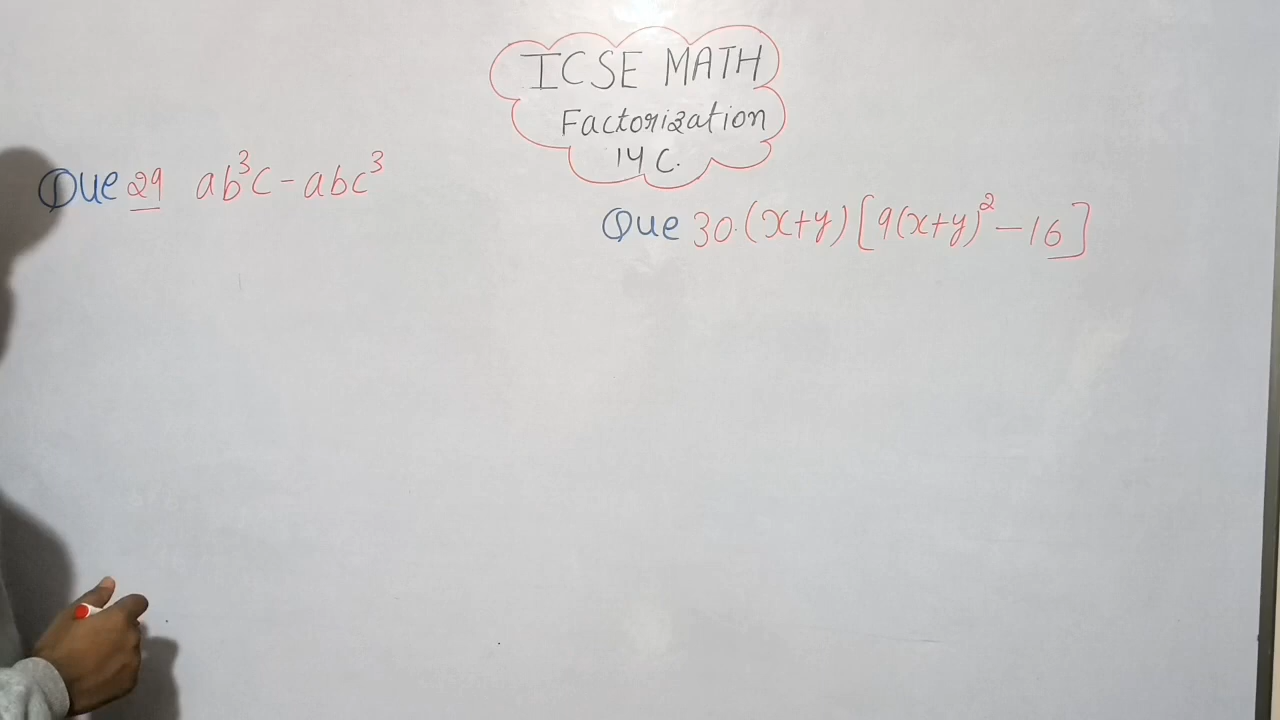 ICSE MATH
Factorization
14 C.
Que 29 ab³c - abc³
Que 30. (x+y) [9(x+y)² - 16]